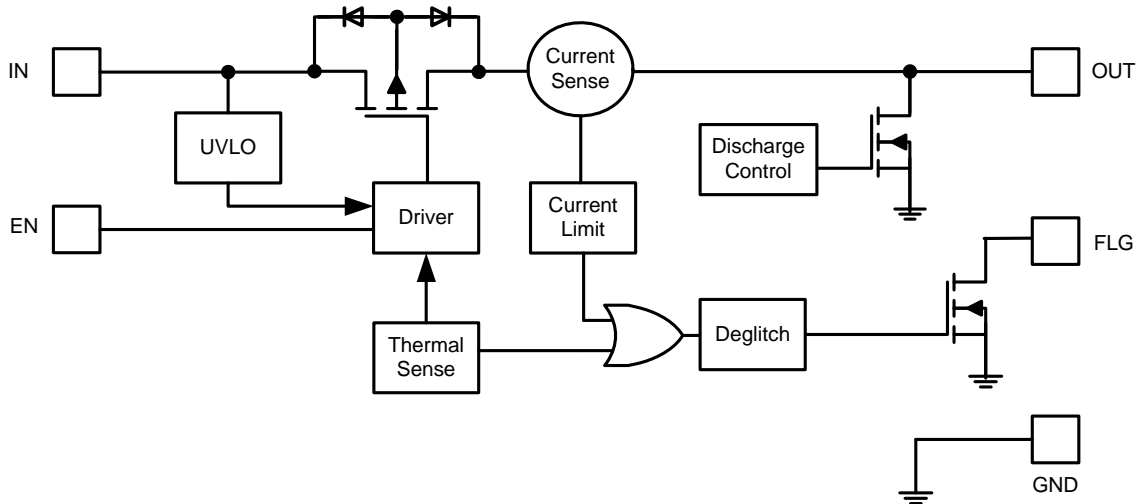 IN
Current
Sense
OUT
UVLO
Discharge
Control
Driver
Current
Limit
EN
FLG
Thermal
Sense
Deglitch
GND